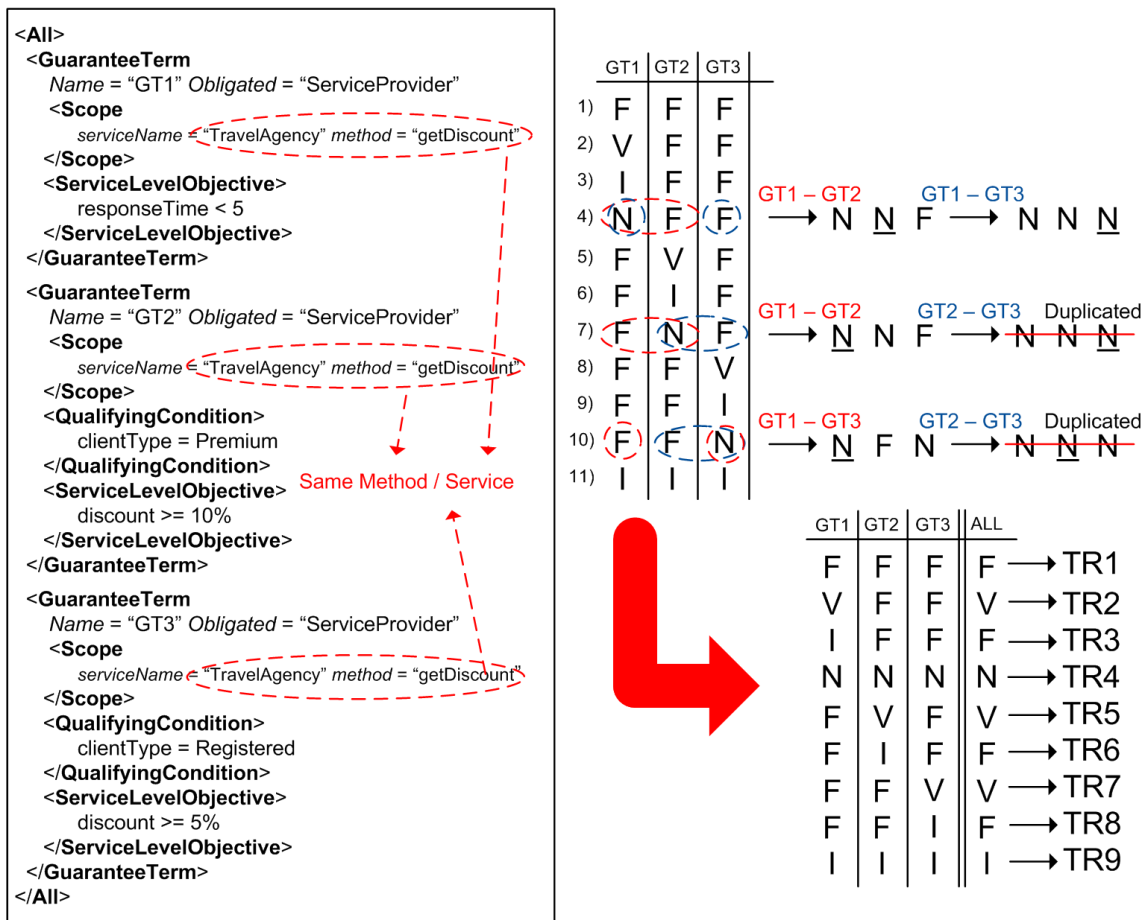 <All>
<GuaranteeTerm
Name = “GT1” Obligated = “ServiceProvider”
<Scope
serviceName = “TravelAgency” method = “getDiscount”
</Scope>
<ServiceLevelObjective>
responseTime < 5
</ServiceLevelObjective>
</GuaranteeTerm>
<GuaranteeTerm
Name = “GT2” Obligated = “ServiceProvider”
<Scope
serviceName = “TravelAgency” method = “getDiscount”
</Scope>
<QualifyingCondition>
clientType = Premium
</QualifyingCondition>
<ServiceLevelObjective>
discount >= 10%
</ServiceLevelObjective>
</GuaranteeTerm>
<GuaranteeTerm
Name = “GT3” Obligated = “ServiceProvider”
<Scope
serviceName = “TravelAgency” method = “getDiscount”
</Scope>
<QualifyingCondition>
clientType = Registered
</QualifyingCondition>
<ServiceLevelObjective>
discount >= 5%
</ServiceLevelObjective>
</GuaranteeTerm>
</All>
Same Method / Service
GT1 GT2 GT3
1) F F F
2) V F F
3) I F F
4) N F F GT1 – GT2 N N F GT1 – GT3 N N N
5) F V F
6) F I F
7) F N F GT1 – GT2 N N F GT2 – GT3 N N N Duplicated
8) F F V
9) F F I
10) F F N GT1 – GT3 N F N GT2 – GT3 N N N Duplicated
11) I I I
GT1 GT2 GT3 ALL
F F F F TR1
V F F V TR2
I F F F TR3
N N N N TR4
F V F V TR5
F I F F TR6
F F V V TR7
F F I F TR8
I I I I TR9